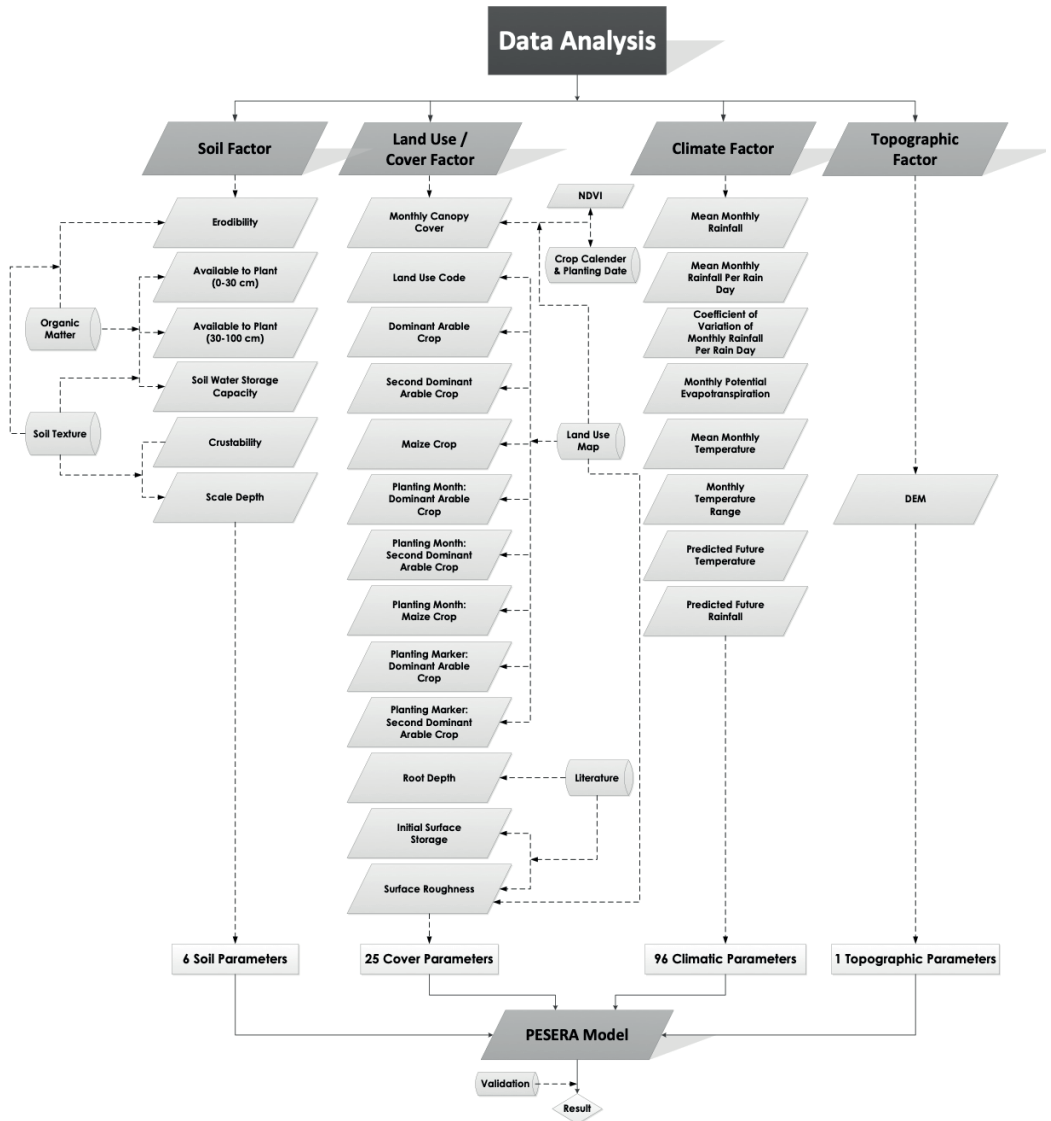 Data Analysis
Soil Factor
Land Use /
Cover Factor
Climate Factor
Topographic
Factor
Erodibility
Available to Plant
(0-30 cm)
Available to Plant
(30-100 cm)
Soil Water Storage
Capacity
Crustability
Scale Depth
Organic
Matter
Soil Texture
Monthly Canopy
Cover
Land Use Code
Dominant Arable
Crop
Second Dominant
Arable Crop
Maize Crop
Planting Month:
Dominant Arable
Crop
Planting Month:
Second Dominant
Arable Crop
Planting Month:
Maize Crop
Planting Marker:
Dominant Arable
Crop
Planting Marker:
Second Dominant
Arable Crop
Root Depth
Initial Surface
Storage
Surface Roughness
NDVI
Crop Calender
& Planting Date
Land Use
Map
Literature
Mean Monthly
Rainfall
Mean Monthly
Rainfall Per Rain
Day
Coefficient of
Variation of
Monthly Rainfall
Per Rain Day
Monthly Potential
Evapotranspiration
Mean Monthly
Temperature
Monthly
Temperature
Range
Predicted Future
Temperature
Predicted Future
Rainfall
DEM
6 Soil Parameters
25 Cover Parameters
96 Climatic Parameters
1 Topographic Parameters
PESERA Model
Validation
Result